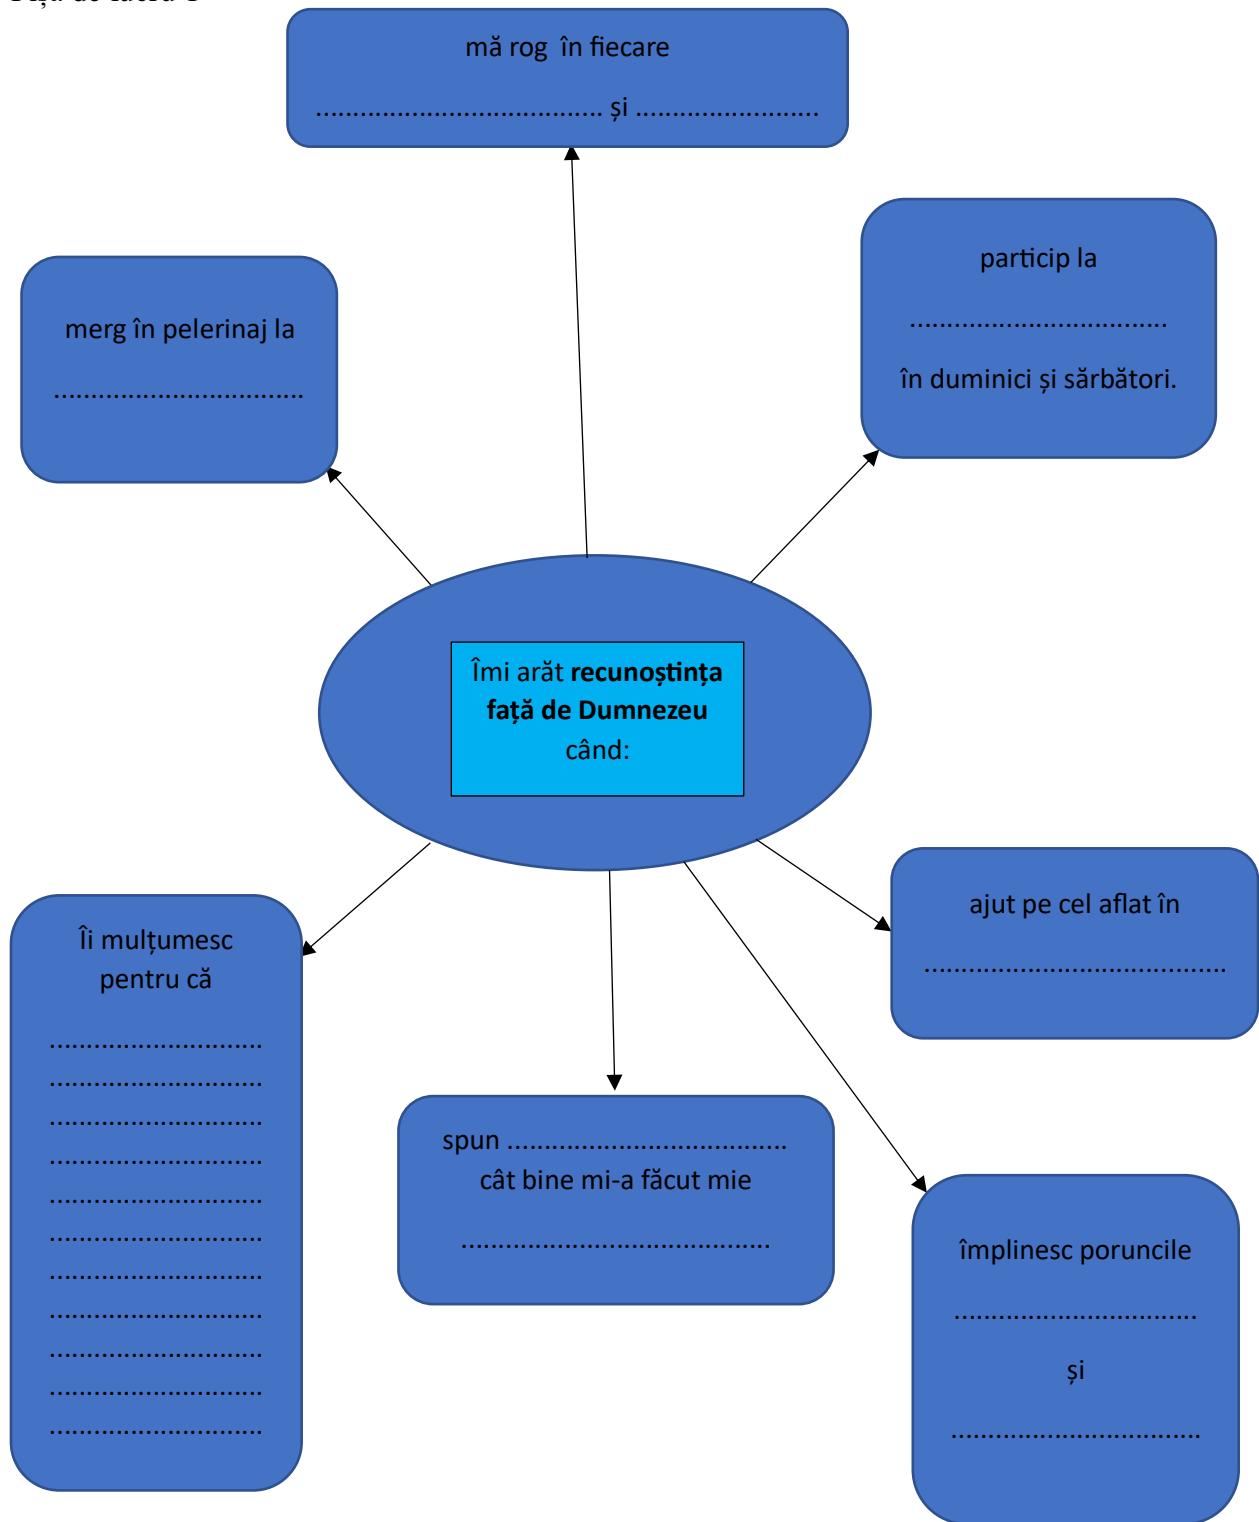 mă rog în fiecare
....................................... și .........................
merg în pelerinaj la
..................................
particip la
...................................
în duminici și sărbători.
Îmi arăt recunoștința
față de Dumnezeu
când:
Îi mulțumesc
pentru că
.............................
.............................
.............................
.............................
.............................
.............................
.............................
.............................
.............................
.............................
.............................
spun ......................................
cât bine mi-a făcut mie
..........................................
ajut pe cel aflat în
.........................................
împlinesc poruncile
.................................
și
..................................